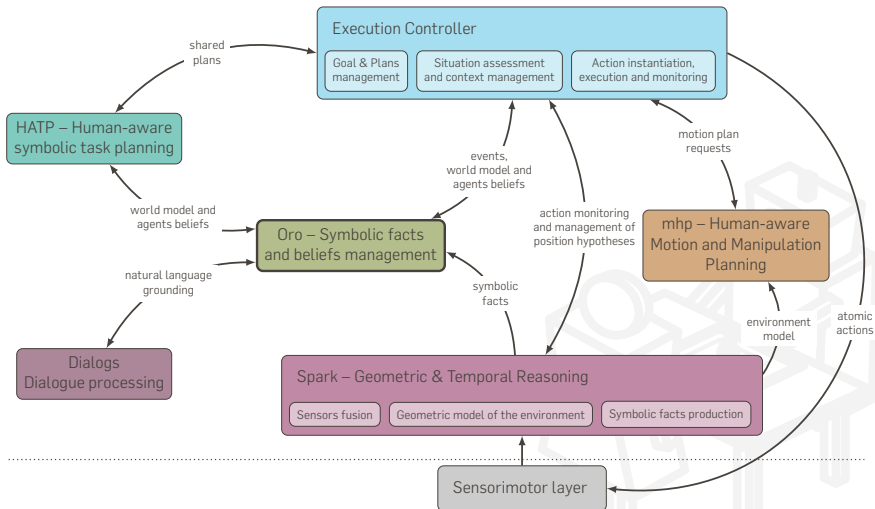 Execution Controller
Goal & Plans
management
Situation assessment
and context management
Action instantiation,
execution and monitoring
shared
plans
HATP – Human-aware
symbolic task planning
motion plan
requests
events,
world model and
agents beliefs
world model and
agents beliefs
action monitoring
and management of
position hypotheses
Oro – Symbolic facts
and beliefs management
mhp – Human-aware
Motion and Manipulation
Planning
natural language
grounding
symbolic
facts
environment
model
atomic
actions
Dialogs
Dialogue processing
Spark – Geometric & Temporal Reasoning
Sensors fusion
Geometric model of the environment
Symbolic facts production
Sensorimotor layer